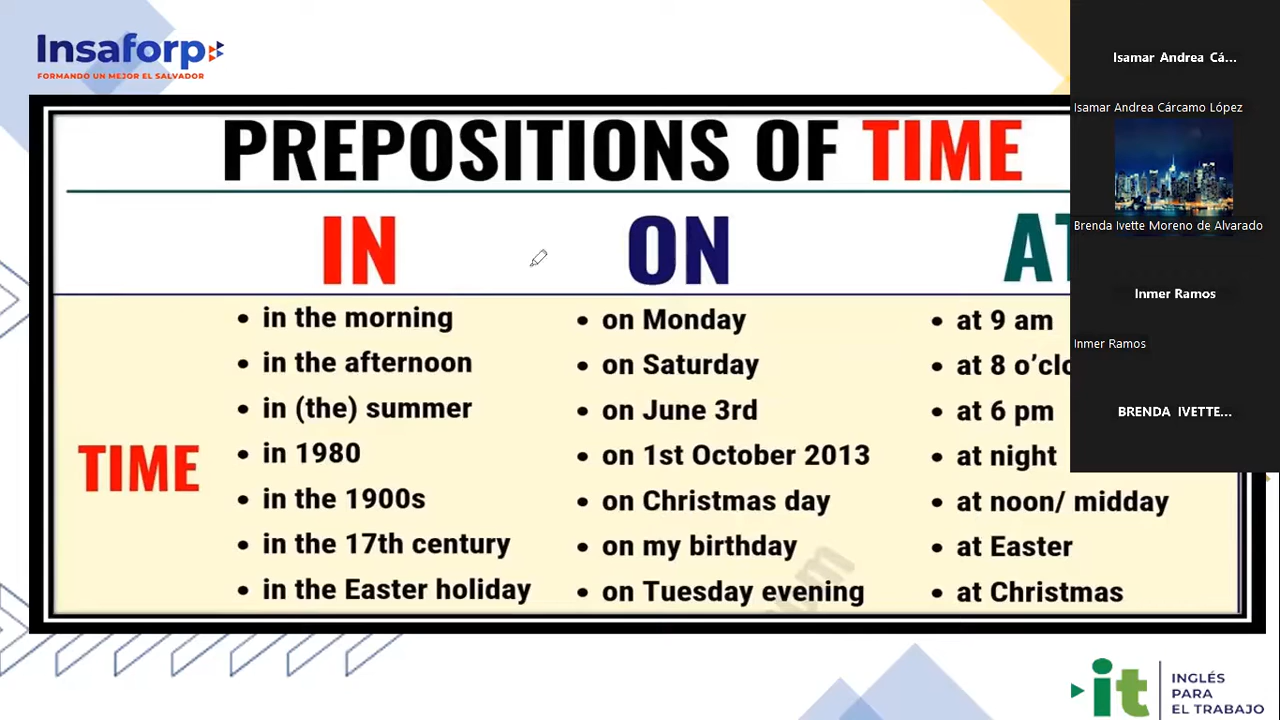 Insaforp
FORMANDO UN MEJOR EL SALVADOR
PREPOSITIONS OF TIME
IN
ON
TIME
• in the morning
• in the afternoon
• in (the) summer
• in 1980
• in the 1900s
• in the 17th century
• in the Easter holiday
• on Monday
• on Saturday
• on June 3rd
• on 1st October 2013
• on Christmas day
• on my birthday
• on Tuesday evening
• at 9 am
• at 8
• at 6 pm
• at night
• at noon/ midday
• at Easter
• at Christmas
Isamar Andrea Cá...
Isamar Andrea Cárcamo López
Brenda Ivette Moreno de Alvarado
Inmer Ramos
Inmer Ramos
BRENDA IVETTE...
it
INGLÉS
PARA
EL TRABAJO